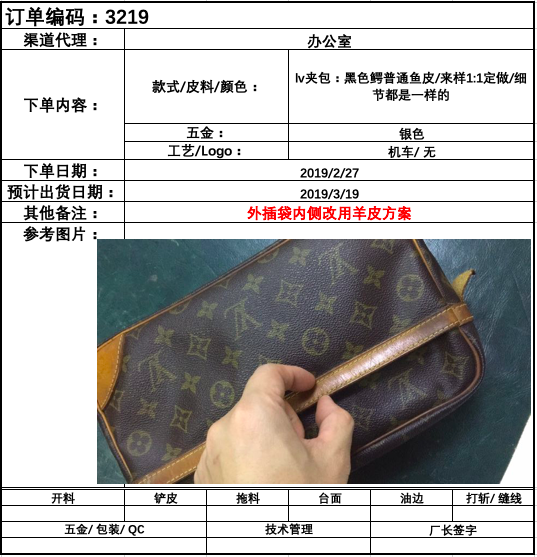 订单编码：3219
渠道代理：
办公室
下单内容：
款式/皮料/颜色：
lv夹包：黑色鳄普通鱼皮/来样1:1定做/细
节都是一样的
五金：
银色
工艺/Logo：
机车/ 无
下单日期：
2019/2/27
预计出货日期：
2019/3/19
其他备注：
外插袋内侧改用羊皮方案
参考图片：
开料
铲皮
拖料
台面
油边
打斩/ 缝线
五金/ 包装/ QC
技术管理
厂长签字